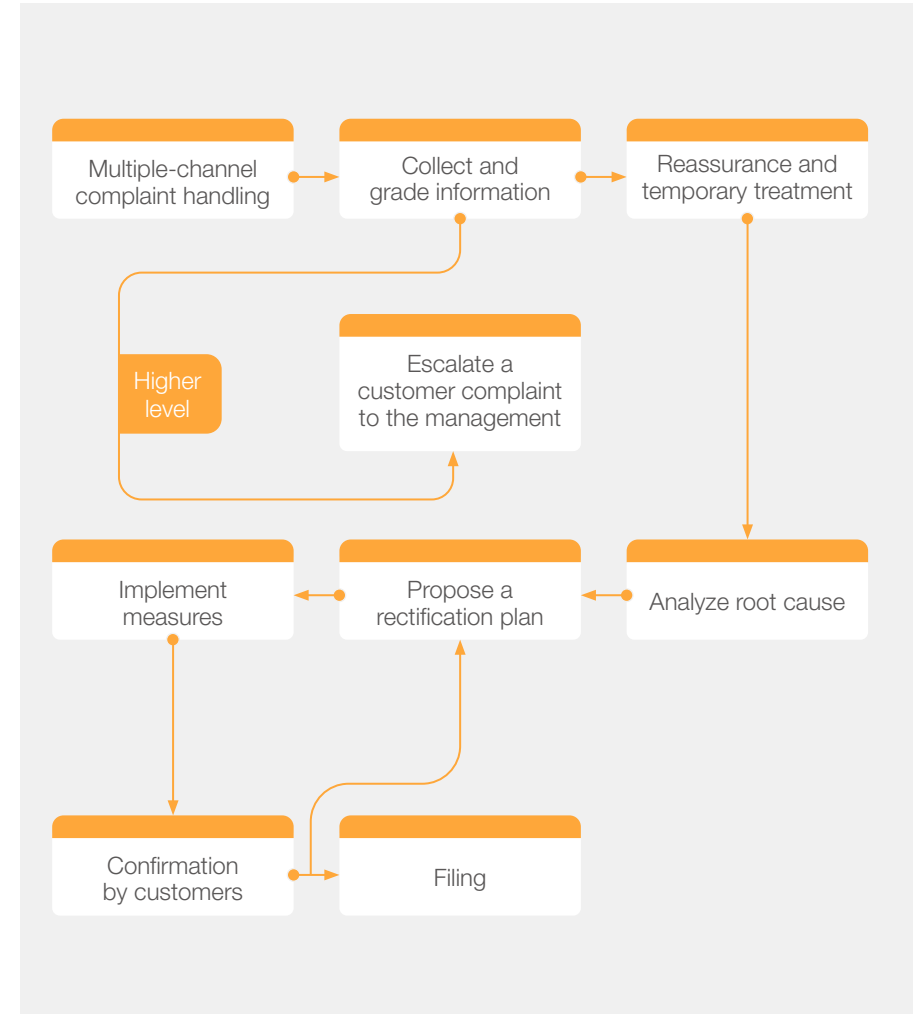 Multiple-channel
complaint handling
Collect and
grade information
Reassurance and
temporary treatment
Higher
level
Escalate a
customer complaint
to the management
Implement
measures
Propose a
rectification plan
Analyze root cause
Confirmation
by customers
Filing